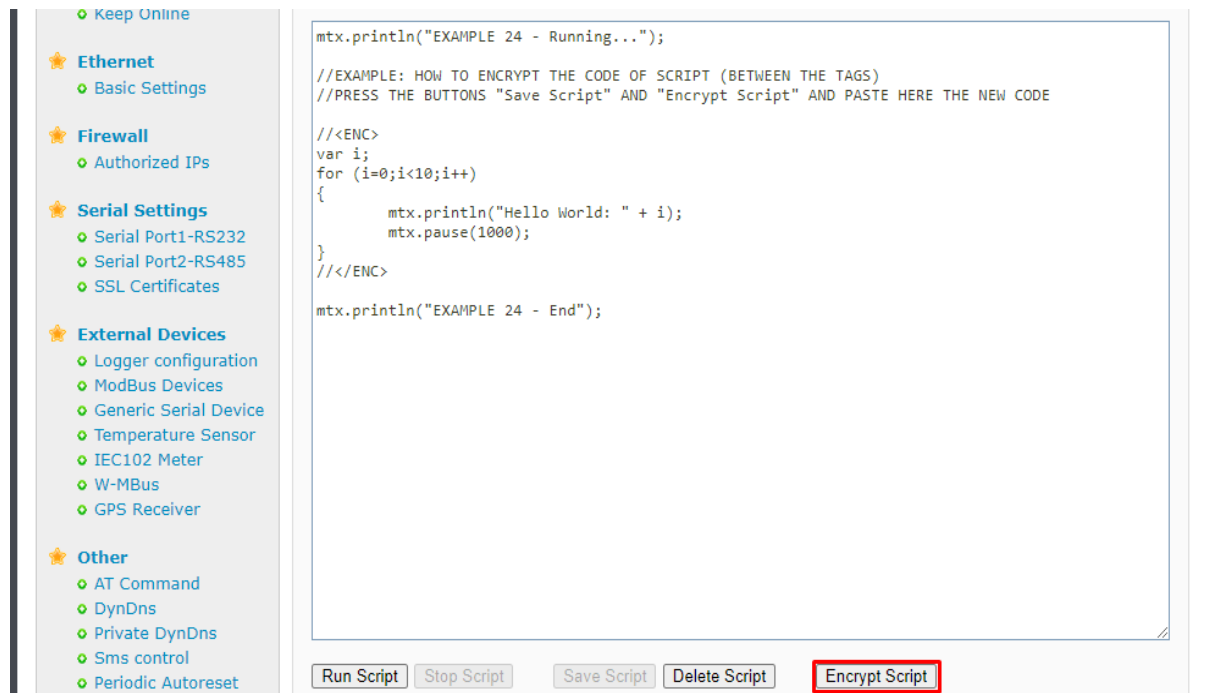 Keep Online
Ethernet
Basic Settings
Firewall
Authorized IPs
Serial Settings
Serial Port1-RS232
Serial Port2-RS485
SSL Certificates
External Devices
Logger configuration
ModBus Devices
Generic Serial Device
Temperature Sensor
IEC102 Meter
W-MBus
GPS Receiver
Other
AT Command
DynDns
Private DynDns
Sms control
Periodic Autoreset
mtx.println("EXAMPLE 24 - Running...");
//EXAMPLE: HOW TO ENCRYPT THE CODE OF SCRIPT (BETWEEN THE TAGS)
//PRESS THE BUTTONS "Save Script" AND "Encrypt Script" AND PASTE HERE THE NEW CODE
//<ENC>
var i;
for (i=0;i<10;i++)
{
mtx.println("Hello World: " + i);
mtx.pause(1000);
}
//</ENC>
mtx.println("EXAMPLE 24 - End");
Run Script Stop Script Save Script Delete Script Encrypt Script